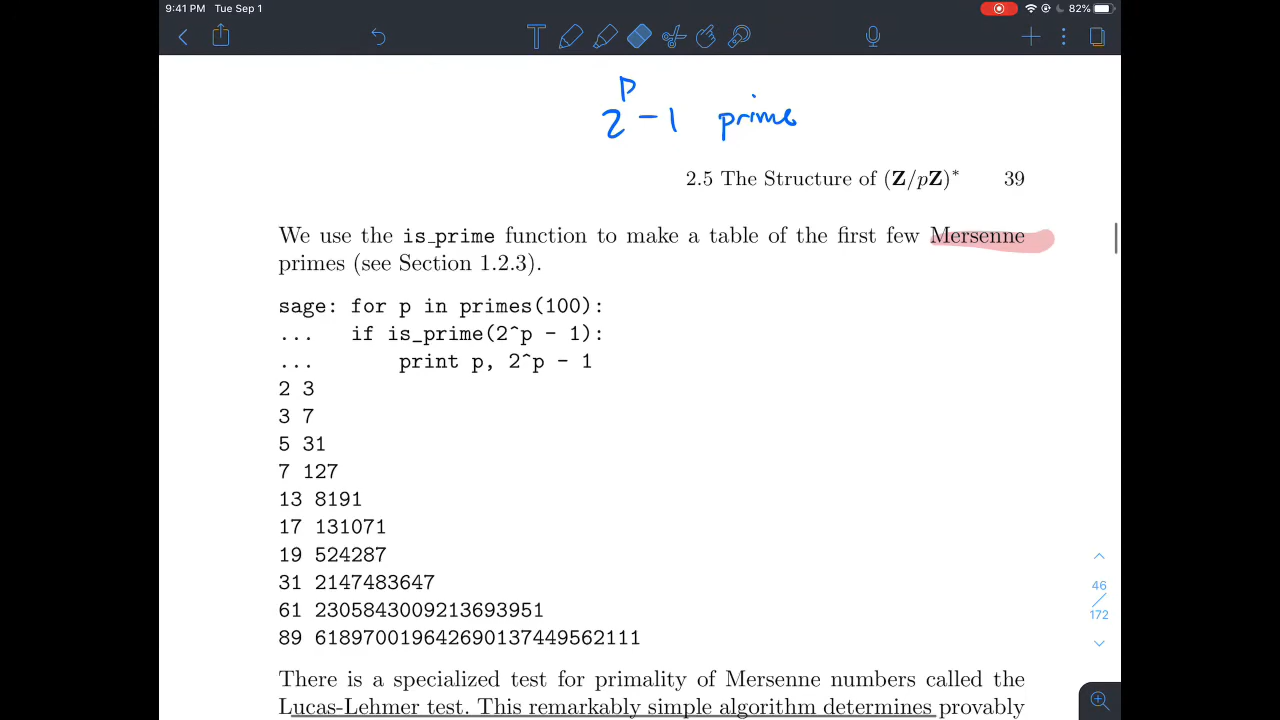 9:41 PM Tue Sep 1 82%
2^p - 1 prime
2.5 The Structure of (Z/pZ)* 39
We use the is_prime function to make a table of the first few Mersenne
primes (see Section 1.2.3).
sage: for p in primes(100):
... if is_prime(2^p - 1):
... print p, 2^p - 1
2 3
3 7
5 31
7 127
13 8191
17 131071
19 524287
31 2147483647
61 2305843009213693951
89 618970019642690137449562111
46
172
There is a specialized test for primality of Mersenne numbers called the
Lucas-Lehmer test. This remarkably simple algorithm determines provably